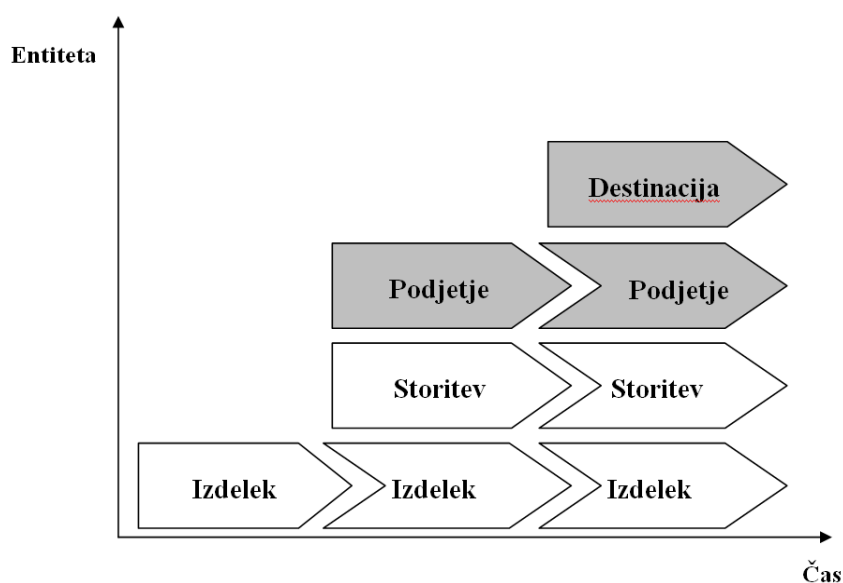 Entiteta
Destinacija
Podjetje Podjetje
Storitev Storitev
Izdelek Izdelek Izdelek
Čas